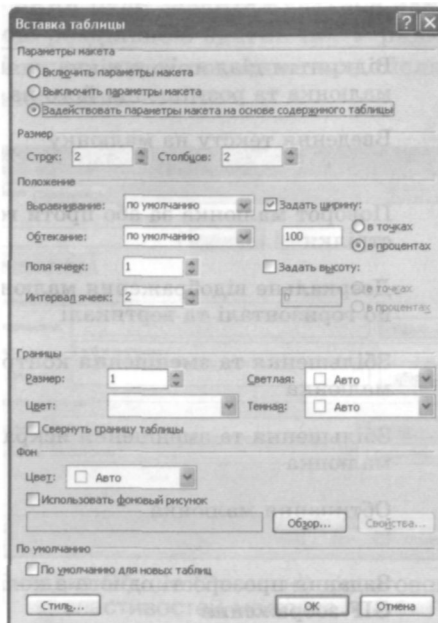 Вставка таблицы
Параметры макета
Включить параметры макета
Выключить параметры макета
Задействовать параметры макета на основе содержимого таблицы
Размер
Строк: 2 Столбцов: 2
Положение
Выравнивание: по умолчанию Задать ширину:
Обтекание: по умолчанию 100 в точках
в процентах
Поля ячеек: 1 Задать высоту:
Интервал ячеек: 2 0 в точках
в процентах
Границы
Размер: 1 Светлая: Авто
Цвет: Темная: Авто
Свернуть границу таблицы
Фон
Цвет: Авто
Использовать фоновый рисунок
Обзор... Свойства...
По умолчанию
По умолчанию для новых таблиц
Стиль... ОК Отмена